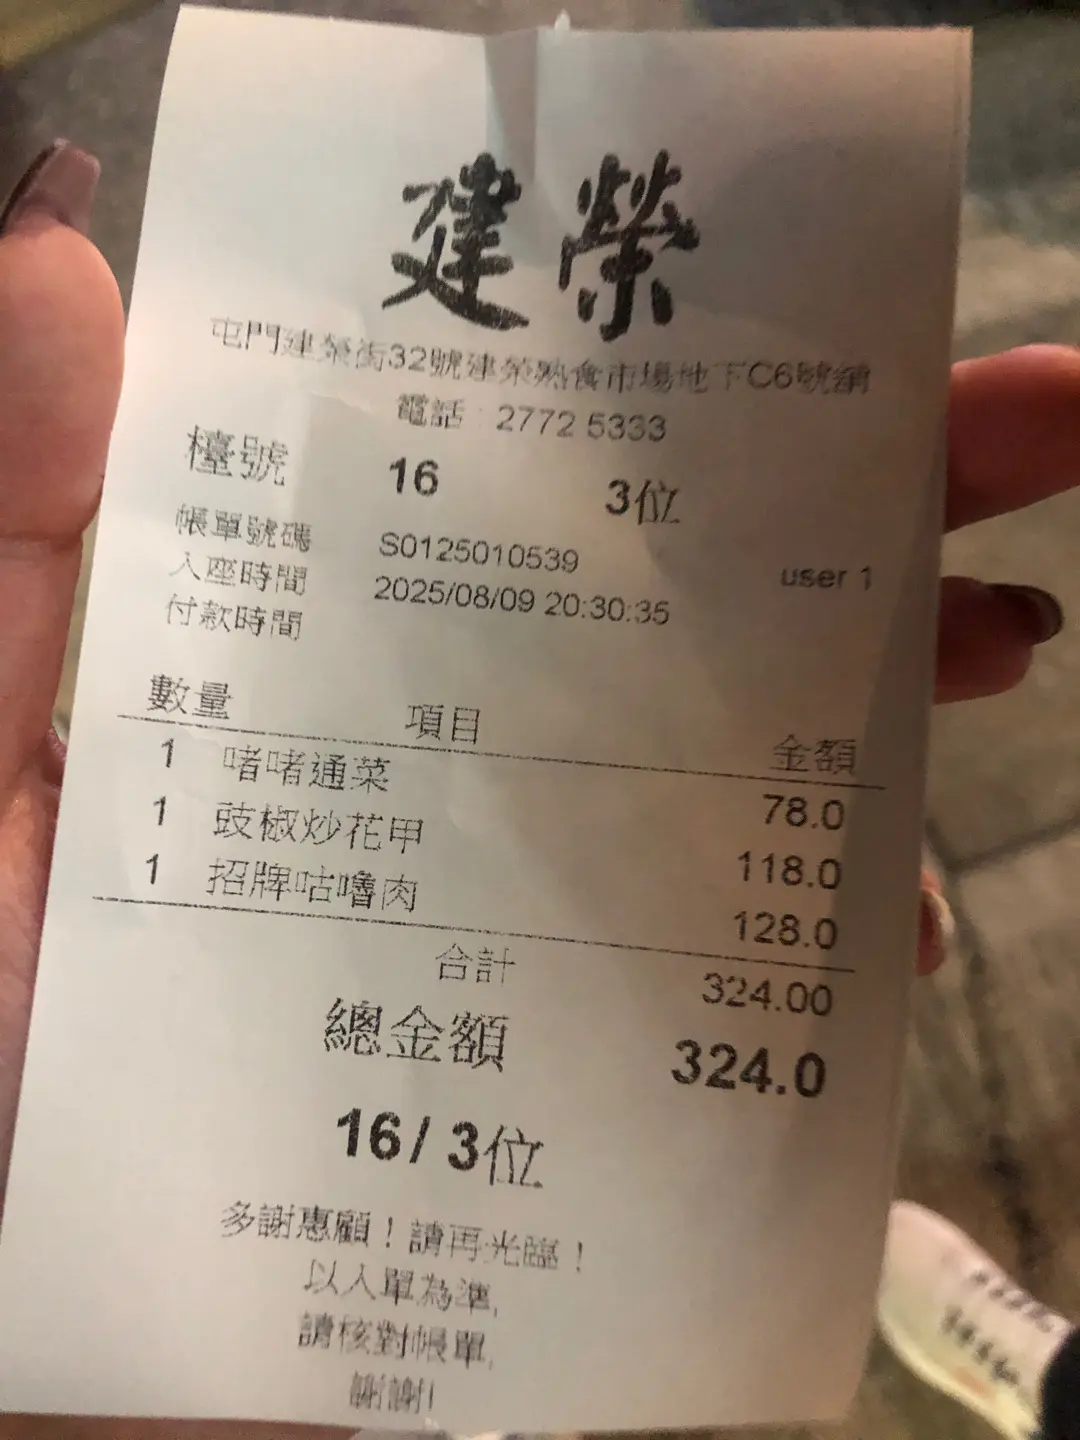 建榮
屯門建榮街32號建榮熟食市場地下C6號舖
電話 : 2772 5333
檯號 16 3位
帳單號碼 S0125010539 user 1
入座時間 2025/08/09 20:30:35
付款時間
數量 項目 金額
1 啫啫通菜 78.0
1 豉椒炒花甲 118.0
1 招牌咕嚕肉 128.0
合計 324.00
總金額 324.0
16 / 3位
多謝惠顧！請再光臨！
以入單為準,
請核對帳單,
謝謝!